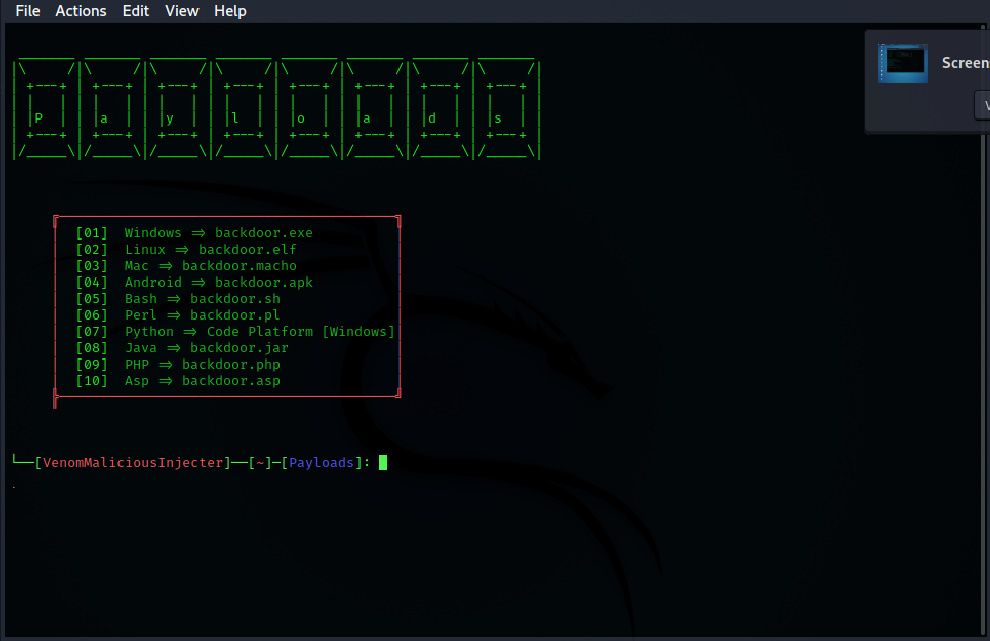 File Actions Edit View Help
Screen
P a y l o a d s
[01] Windows => backdoor.exe
[02] Linux => backdoor.elf
[03] Mac => backdoor.macho
[04] Android => backdoor.apk
[05] Bash => backdoor.sh
[06] Perl => backdoor.pl
[07] Python => Code Platform [Windows]
[08] Java => backdoor.jar
[09] PHP => backdoor.php
[10] Asp => backdoor.asp
└──[VenomMaliciousInjecter]──[~]─[Payloads]: